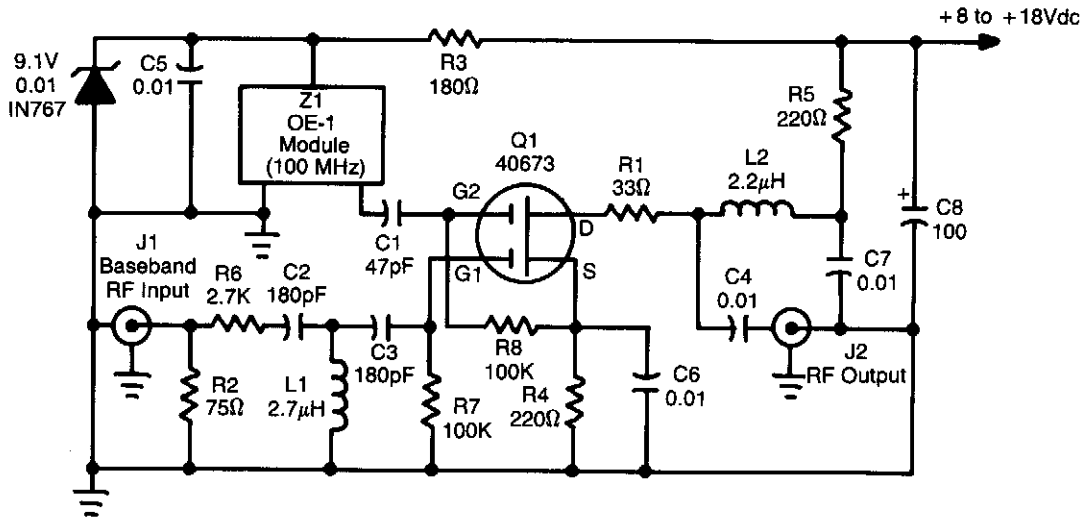 +8 to +18Vdc
9.1V
0.01
IN767
C5
0.01
R3
180Ω
Z1
OE-1
Module
(100 MHz)
Q1
40673
R5
220Ω
R1
33Ω
L2
2.2μH
G2
D
+
C8
100
C1
47pF
G1
S
J1
Baseband
RF Input
R6
2.7K
C2
180pF
C7
0.01
C4
0.01
C3
180pF
R8
100K
J2
RF Output
R2
75Ω
L1
2.7μH
R7
100K
R4
220Ω
C6
0.01